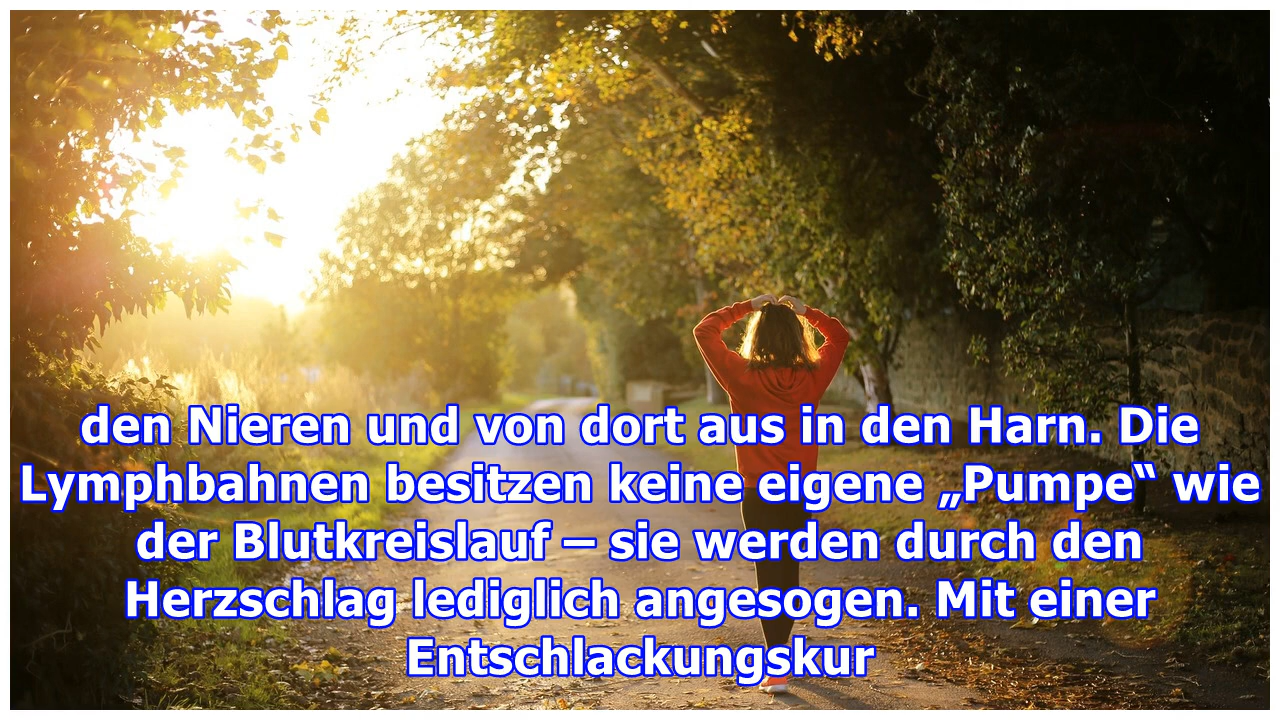 den Nieren und von dort aus in den Harn. Die
Lymphbahnen besitzen keine eigene „Pumpe“ wie
der Blutkreislauf – sie werden durch den
Herzschlag lediglich angesogen. Mit einer
Entschlackungskur